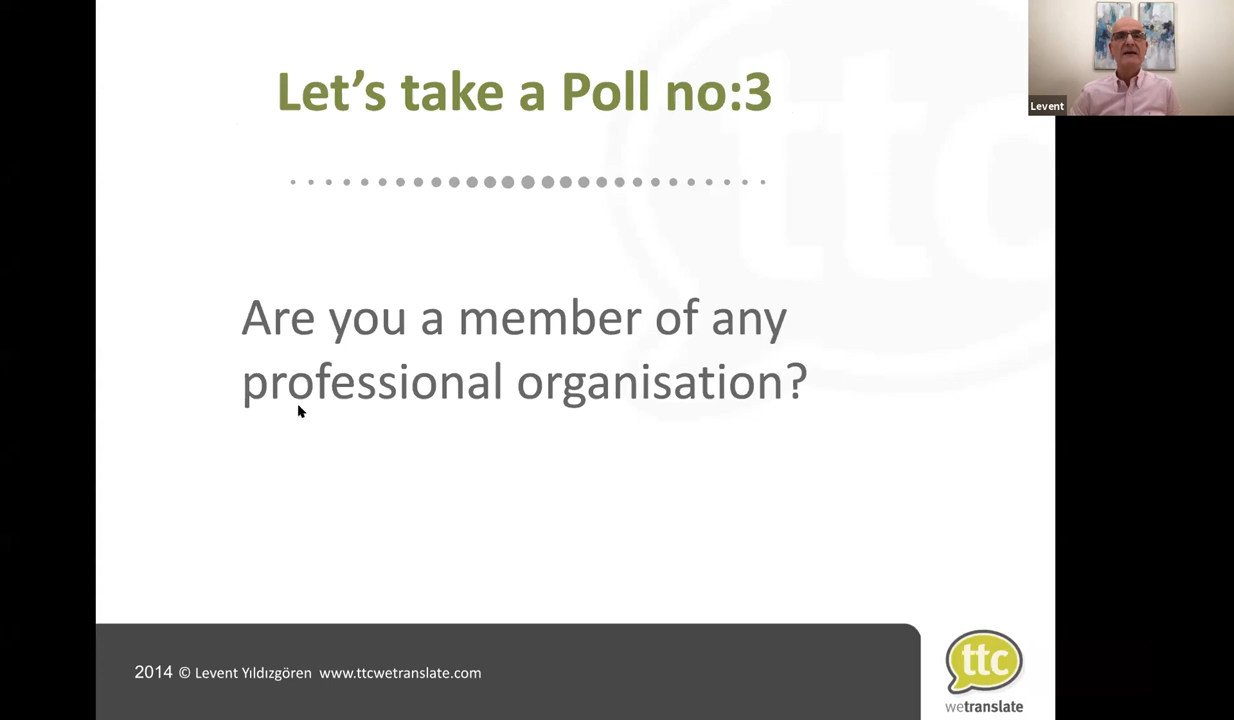 Let's take a Poll no:3
Levent
Are you a member of any
professional organisation?
2014 © Levent Yıldızgören www.ttcwetranslate.com
ttc
wetranslate
ttc